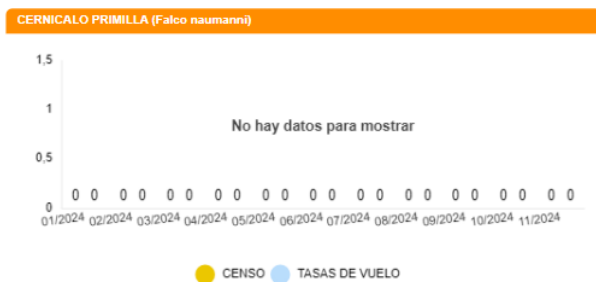 CERNICALO PRIMILLA (Falco naumanni)
1,5
1
No hay datos para mostrar
0,5
0
0 0 0 0 0 0 0 0 0 0 0 0 0 0 0 0 0 0 0 0 0 0
01/2024 02/2024 03/2024 04/2024 05/2024 06/2024 07/2024 08/2024 09/2024 10/2024 11/2024
CENSO TASAS DE VUELO